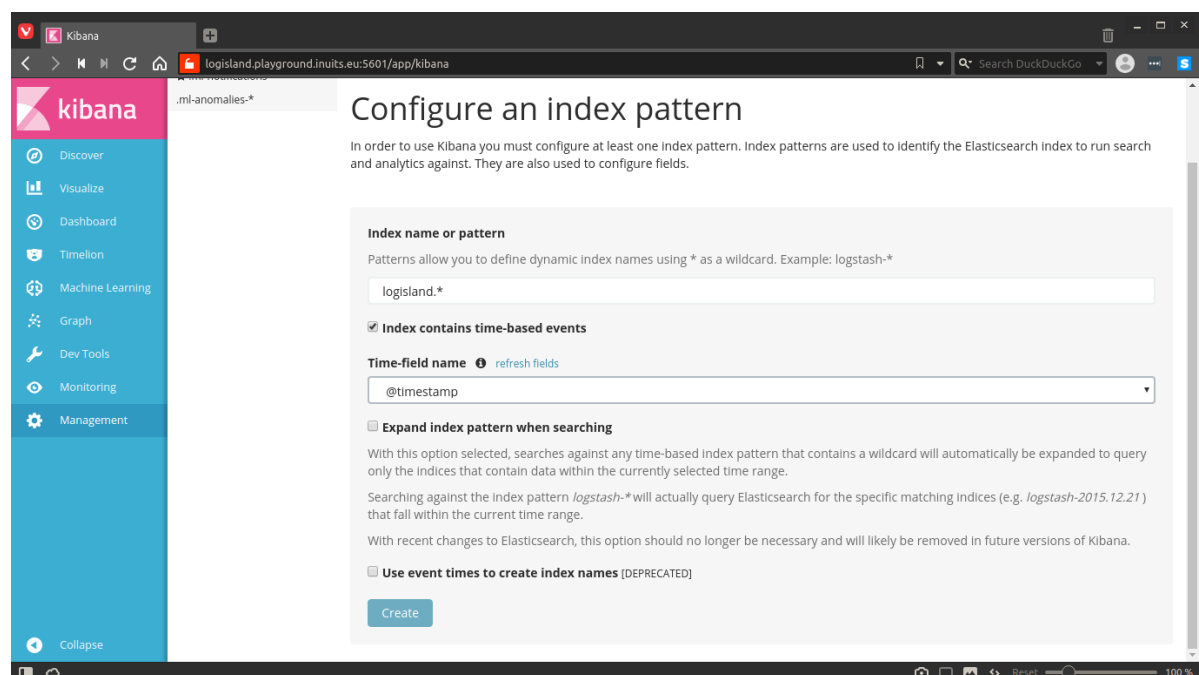 Kibana
logisland.playground.inuits.eu:5601/app/kibana
Search DuckDuckGo
kibana
Discover
Visualize
Dashboard
Timelion
Machine Learning
Graph
Dev Tools
Monitoring
Management
Collapse
.ml-anomalies-*
Configure an index pattern
In order to use Kibana you must configure at least one index pattern. Index patterns are used to identify the Elasticsearch index to run search
and analytics against. They are also used to configure fields.
Index name or pattern
Patterns allow you to define dynamic index names using * as a wildcard. Example: logstash-*
logisland.*
Index contains time-based events
Time-field name refresh fields
@timestamp
Expand index pattern when searching
With this option selected, searches against any time-based index pattern that contains a wildcard will automatically be expanded to query
only the indices that contain data within the currently selected time range.
Searching against the index pattern logstash-* will actually query Elasticsearch for the specific matching indices (e.g. logstash-2015.12.21)
that fall within the current time range.
With recent changes to Elasticsearch, this option should no longer be necessary and will likely be removed in future versions of Kibana.
Use event times to create index names [DEPRECATED]
Create
Reset 100 %